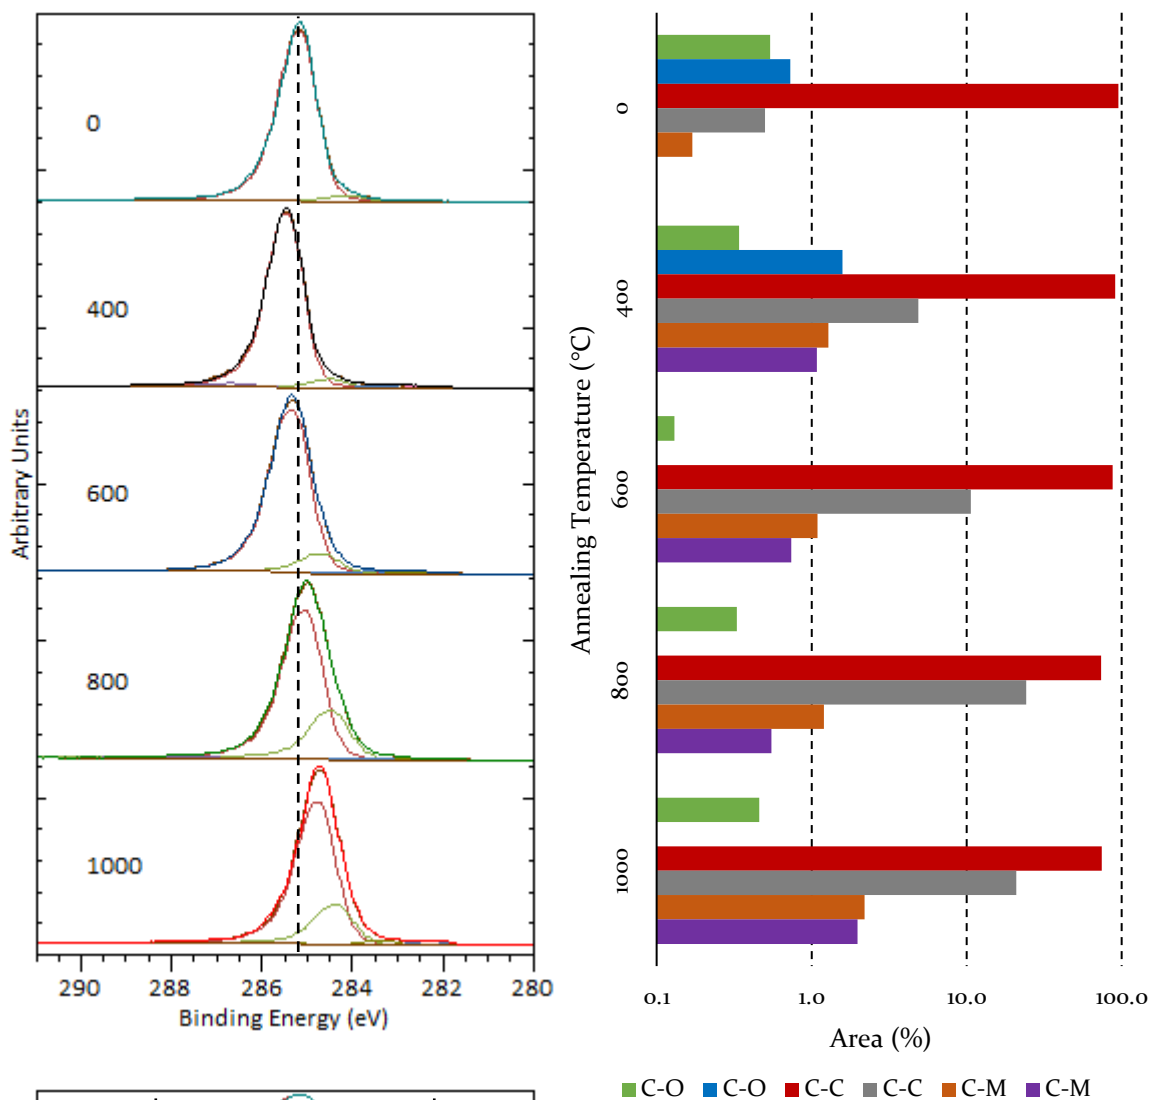 0
400
600
800
1000
Arbitrary Units
290 288 286 284 282 280
Binding Energy (eV)
0
400
600
800
1000
Annealing Temperature (°C)
0.1 1.0 10.0 100.0
Area (%)
C-O C-O C-C C-C C-M C-M